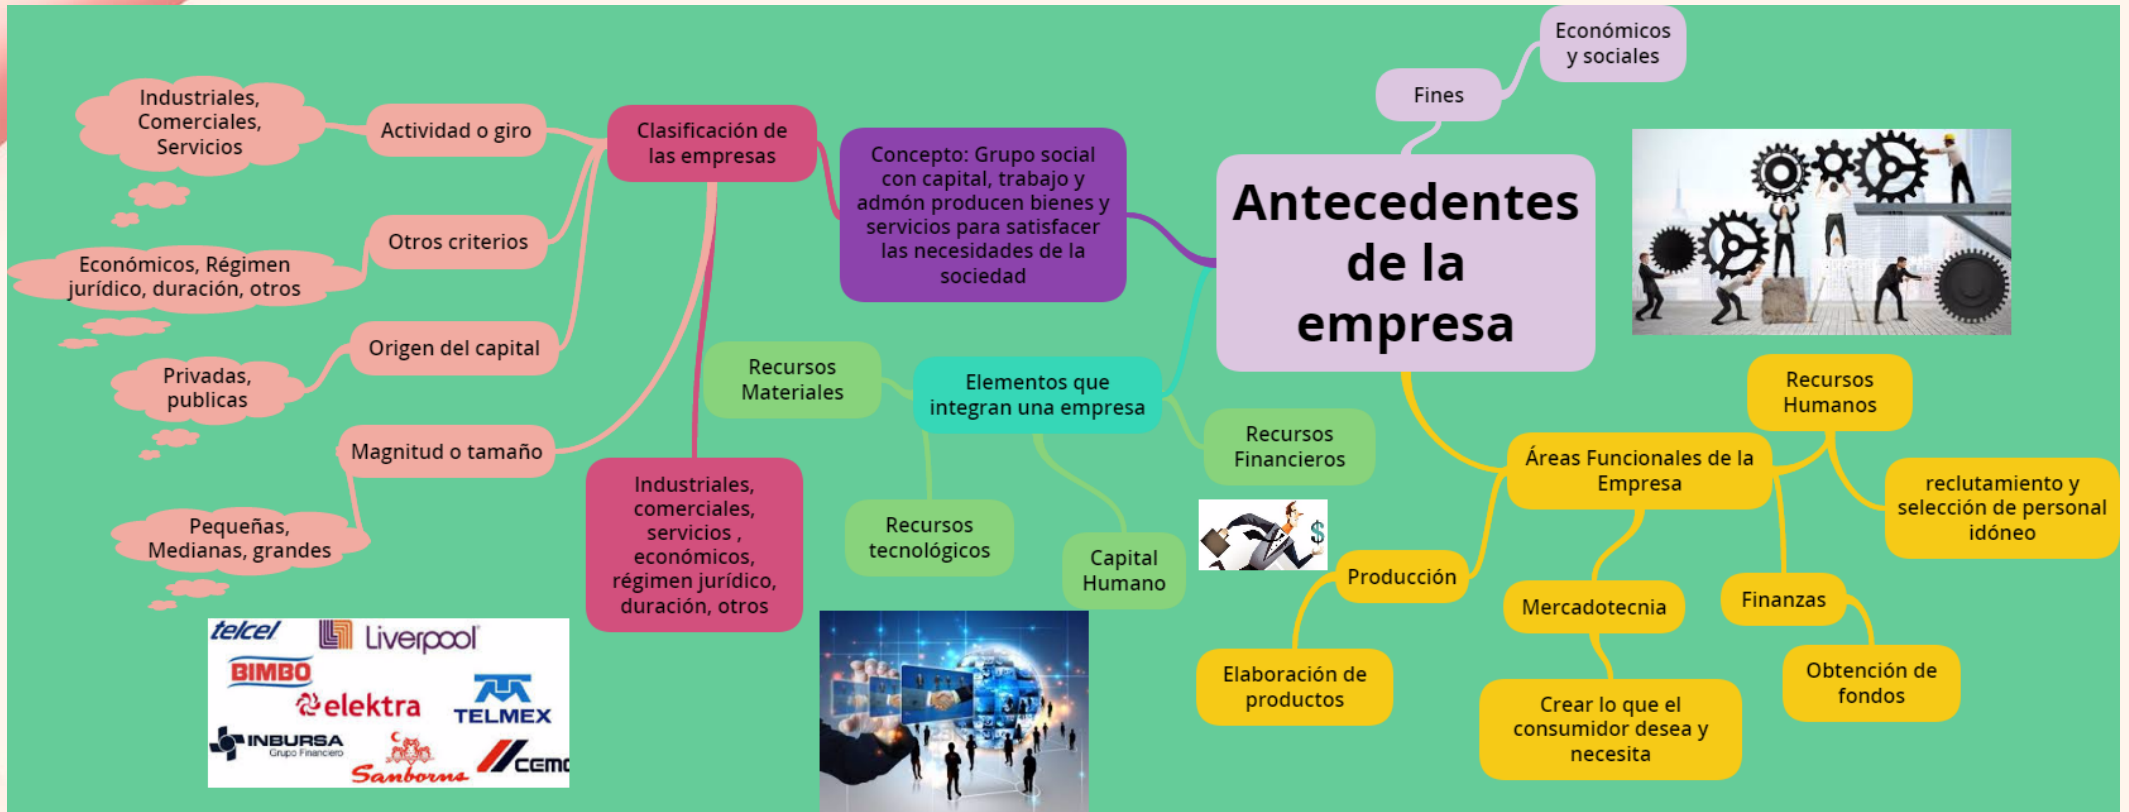 Económicos
y sociales
Fines
Antecedentes
de la
empresa
Concepto: Grupo social
con capital, trabajo y
admón producen bienes y
servicios para satisfacer
las necesidades de la
sociedad
Clasificación de
las empresas
Actividad o giro
Industriales,
Comerciales,
Servicios
Otros criterios
Económicos, Régimen
jurídico, duración, otros
Origen del capital
Privadas,
publicas
Magnitud o tamaño
Pequeñas,
Medianas, grandes
Industriales,
comerciales,
servicios ,
económicos,
régimen jurídico,
duración, otros
Elementos que
integran una empresa
Recursos
Materiales
Recursos
tecnológicos
Capital
Humano
Recursos
Financieros
Áreas Funcionales de la
Empresa
Recursos
Humanos
reclutamiento y
selección de personal
idóneo
Producción
Elaboración de
productos
Mercadotecnia
Crear lo que el
consumidor desea y
necesita
Finanzas
Obtención de
fondos
$
telcel
Liverpool
BIMBO
elektra
TELMEX
INBURSA
Grupo Financiero
Sanborns
CEM